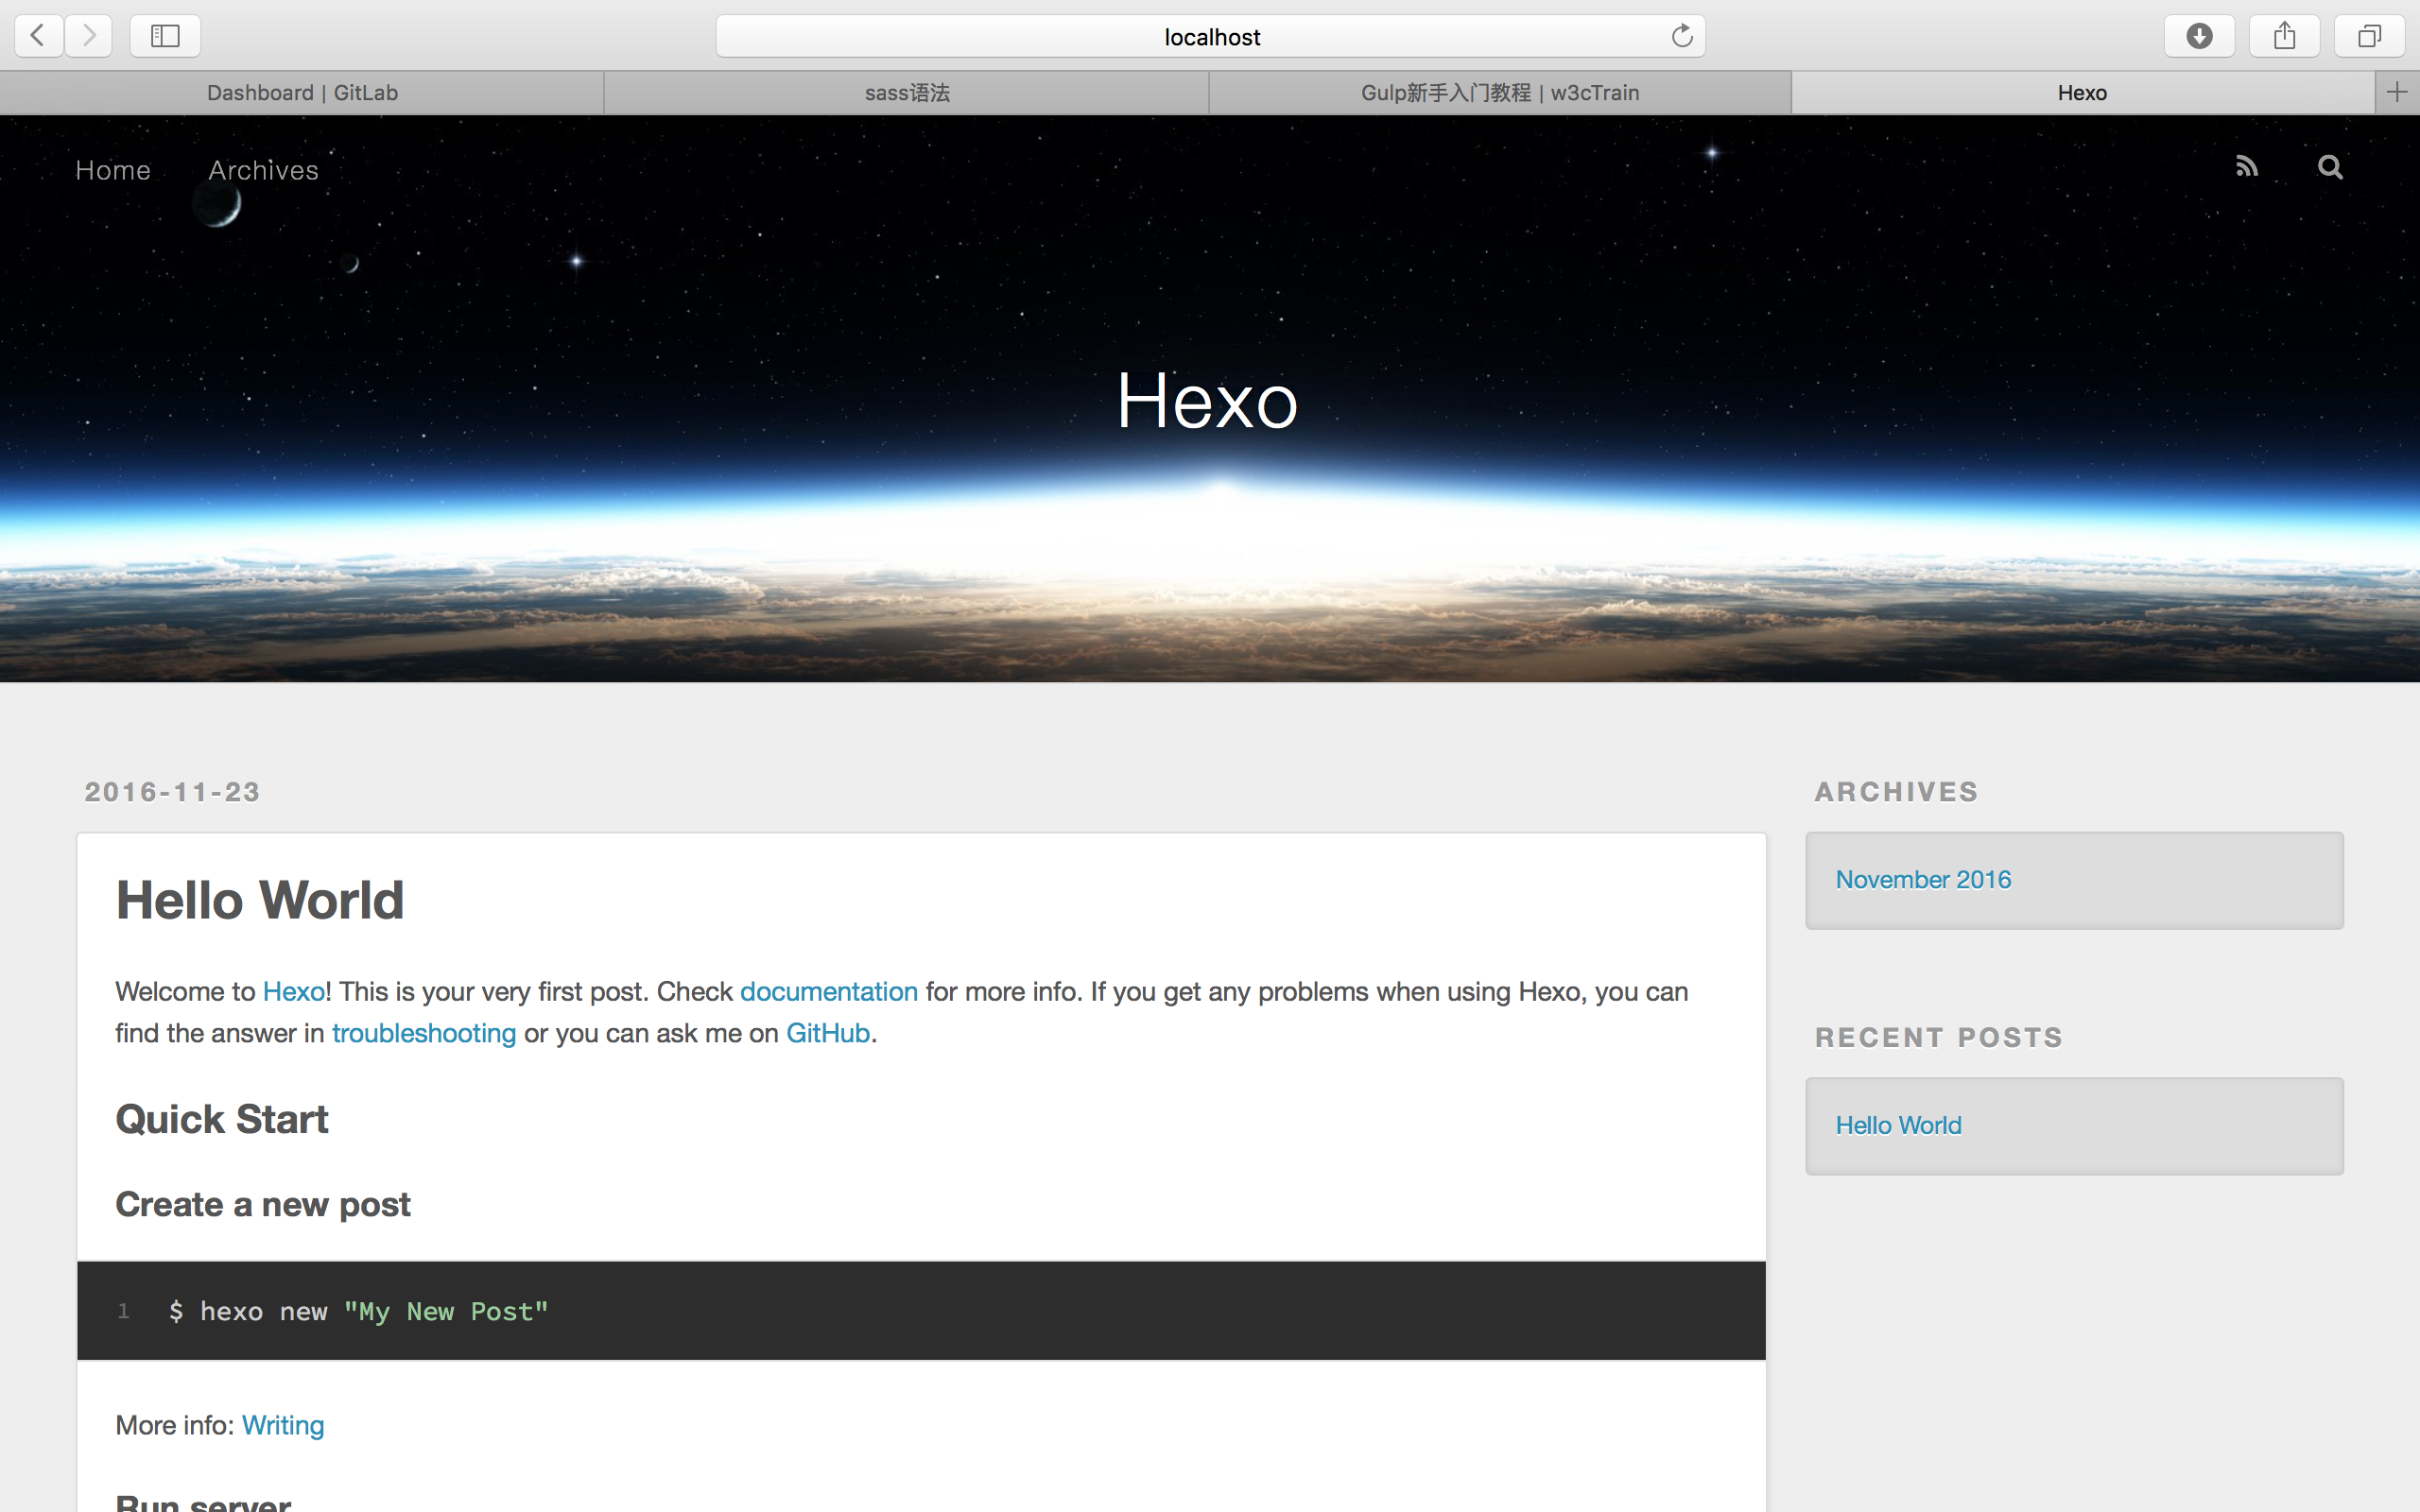 localhost
Dashboard | GitLab
sass语法
Gulp新手入门教程 | w3cTrain
Hexo
Home
Archives
Hexo
2016-11-23
Hello World
Welcome to Hexo! This is your very first post. Check documentation for more info. If you get any problems when using Hexo, you can
find the answer in troubleshooting or you can ask me on GitHub.
Quick Start
Create a new post
1 $ hexo new "My New Post"
More info: Writing
Run server
ARCHIVES
November 2016
RECENT POSTS
Hello World